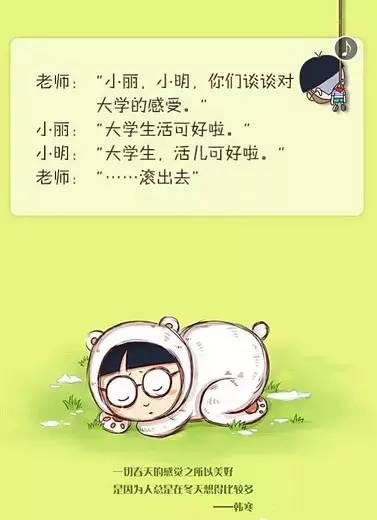 老师：“小丽，小明，你们谈谈对
大学的感受。”
小丽：“大学生活可好啦。”
小明：“大学生，活儿可好啦。”
老师：“……滚出去”
一切春天的感觉之所以美好
是因为人总是在冬天想得比较多
——韩寒